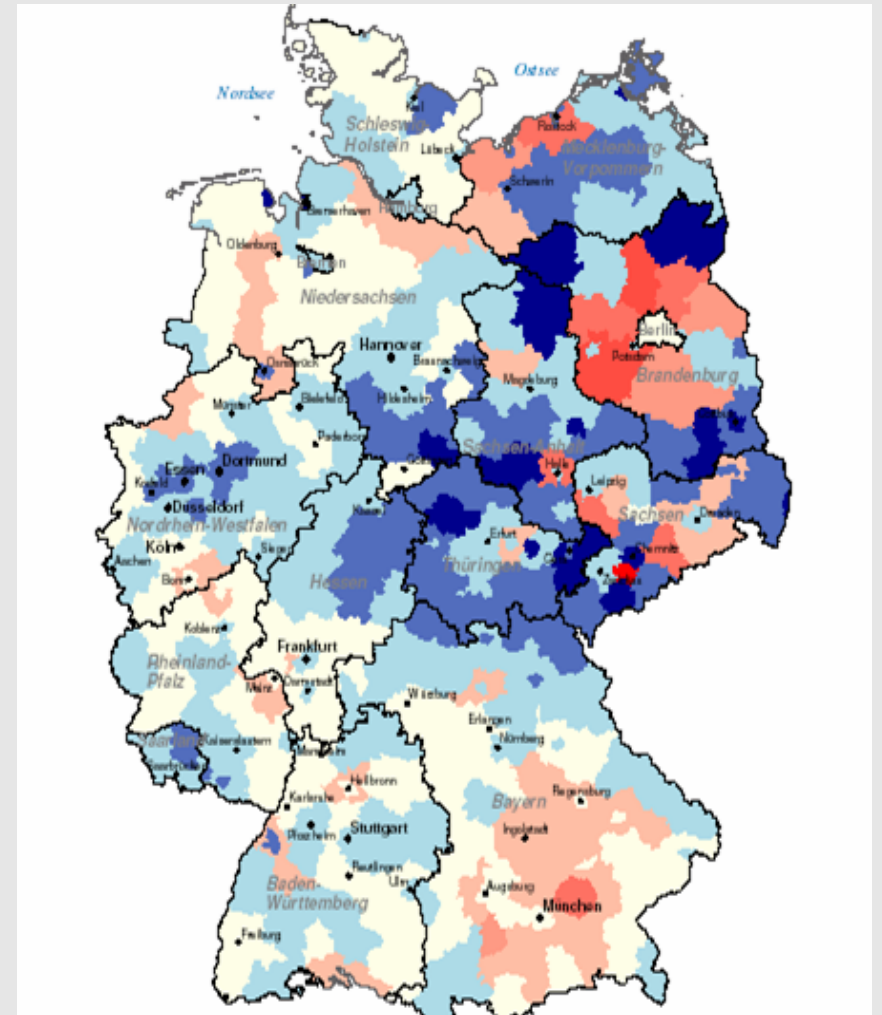 Ostsee
Nordsee
Kiel
Schleswig-
Holstein
Rostock
Lübeck
Mecklenburg-
Vorpommern
Schwerin
Hamburg
Bremerhaven
Oldenburg
Bremen
Niedersachsen
Berlin
Hannover
Potsdam
Braunschweig
Osnabrück
Brandenburg
Magdeburg
Hildesheim
Bielefeld
Münster
Paderborn
Sachsen-Anhalt
Dortmund
Essen
Halle
Leipzig
Krefeld
Düsseldorf
Kassel
Sachsen
Dresden
Nordrhein-Westfalen
Erfurt
Köln
Siegen
Chemnitz
Aachen
Thüringen
Bonn
Hessen
Zwickau
Koblenz
Frankfurt
Rheinland-
Pfalz
Mainz
Darmstadt
Würzburg
Erlangen
Nürnberg
Saarland
Kaiserslautern
Mannheim
Saarbrücken
Heilbronn
Regensburg
Karlsruhe
Bayern
Pforzheim
Stuttgart
Ingolstadt
Reutlingen
Ulm
Augsburg
Baden-
Württemberg
München
Freiburg